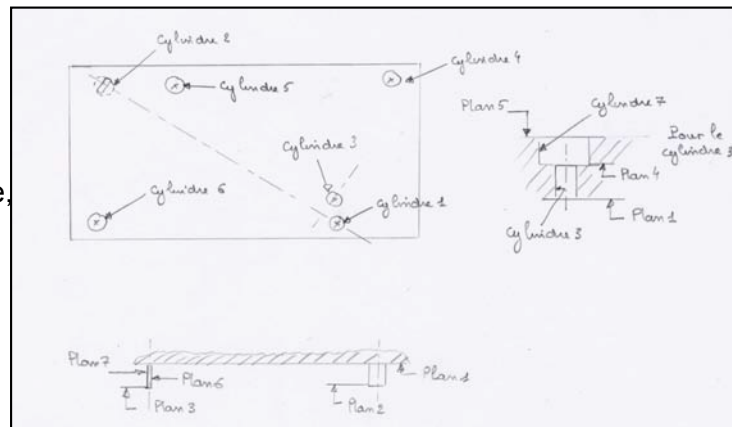 e,
Cylindre 2
Cylindre 4
Cylindre 5
Cylindre 3
Cylindre 6
Cylindre 1
Plan 5
Cylindre 7
Pour le
cylindre 3
Plan 4
Plan 1
Cylindre 3
Plan 7
Plan 6
Plan 3
Plan 1
Plan 2